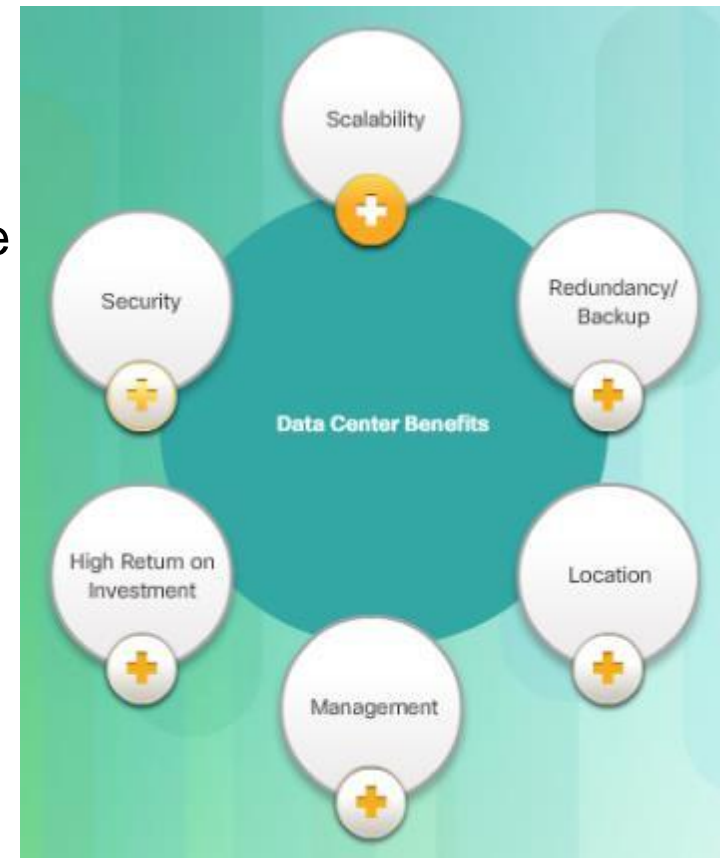 Scalability
e
Security
Redundancy/
Backup
Data Center Benefits
High Return on
Investment
Location
Management